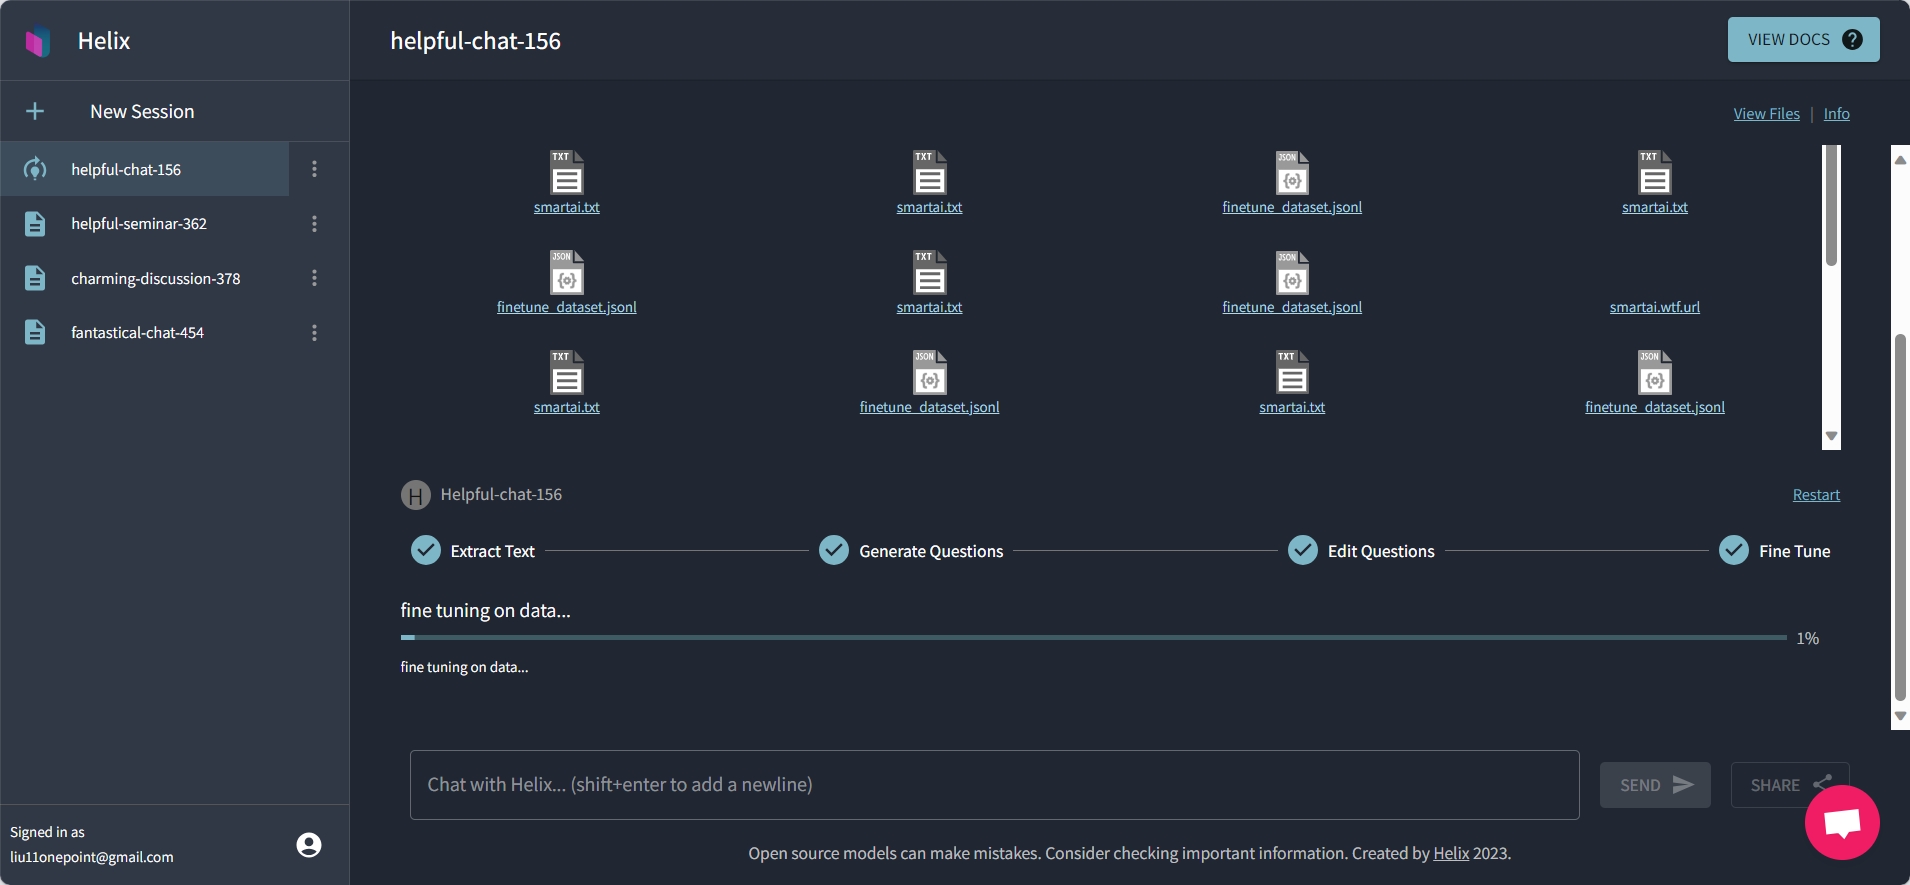 Helix
helpful-chat-156
VIEW DOCS ?
New Session
helpful-chat-156
helpful-seminar-362
charming-discussion-378
fantastical-chat-454
Signed in as
liu11onepoint@gmail.com
View Files | Info
TXT TXT JSON TXT
smartai.txt smartai.txt finetune_dataset.jsonl smartai.txt
JSON TXT JSON
finetune_dataset.jsonl smartai.txt finetune_dataset.jsonl smartai.wtf.url
TXT JSON TXT JSON
smartai.txt finetune_dataset.jsonl smartai.txt finetune_dataset.jsonl
H Helpful-chat-156 Restart
Extract Text Generate Questions Edit Questions Fine Tune
fine tuning on data...
1%
fine tuning on data...
Chat with Helix... (shift+enter to add a newline)
SEND SHARE
Open source models can make mistakes. Consider checking important information. Created by Helix 2023.